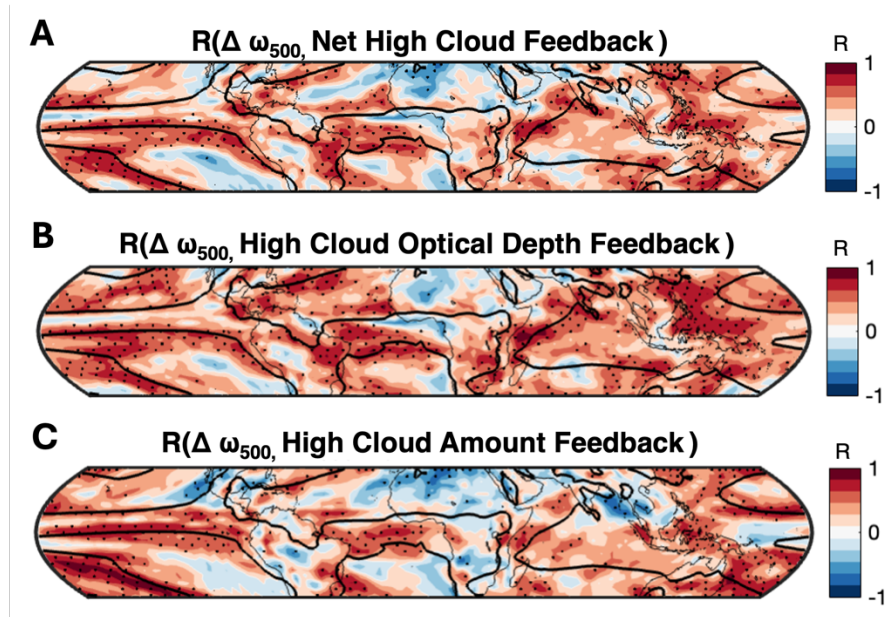 A
R(Δ ω500, Net High Cloud Feedback)
R
1
0
-1
B
R(Δ ω500, High Cloud Optical Depth Feedback)
R
1
0
-1
C
R(Δ ω500, High Cloud Amount Feedback)
R
1
0
-1